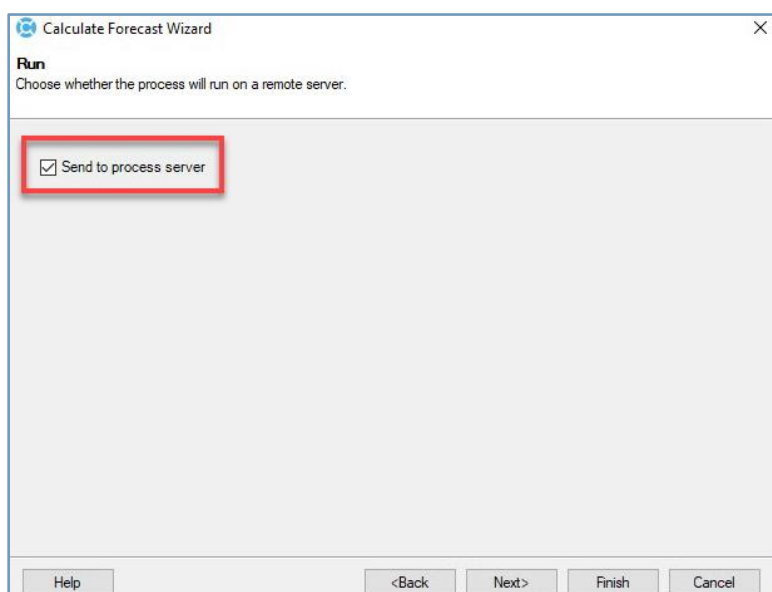 Calculate Forecast Wizard
Run
Choose whether the process will run on a remote server.
Send to process server
Help
<Back
Next>
Finish
Cancel